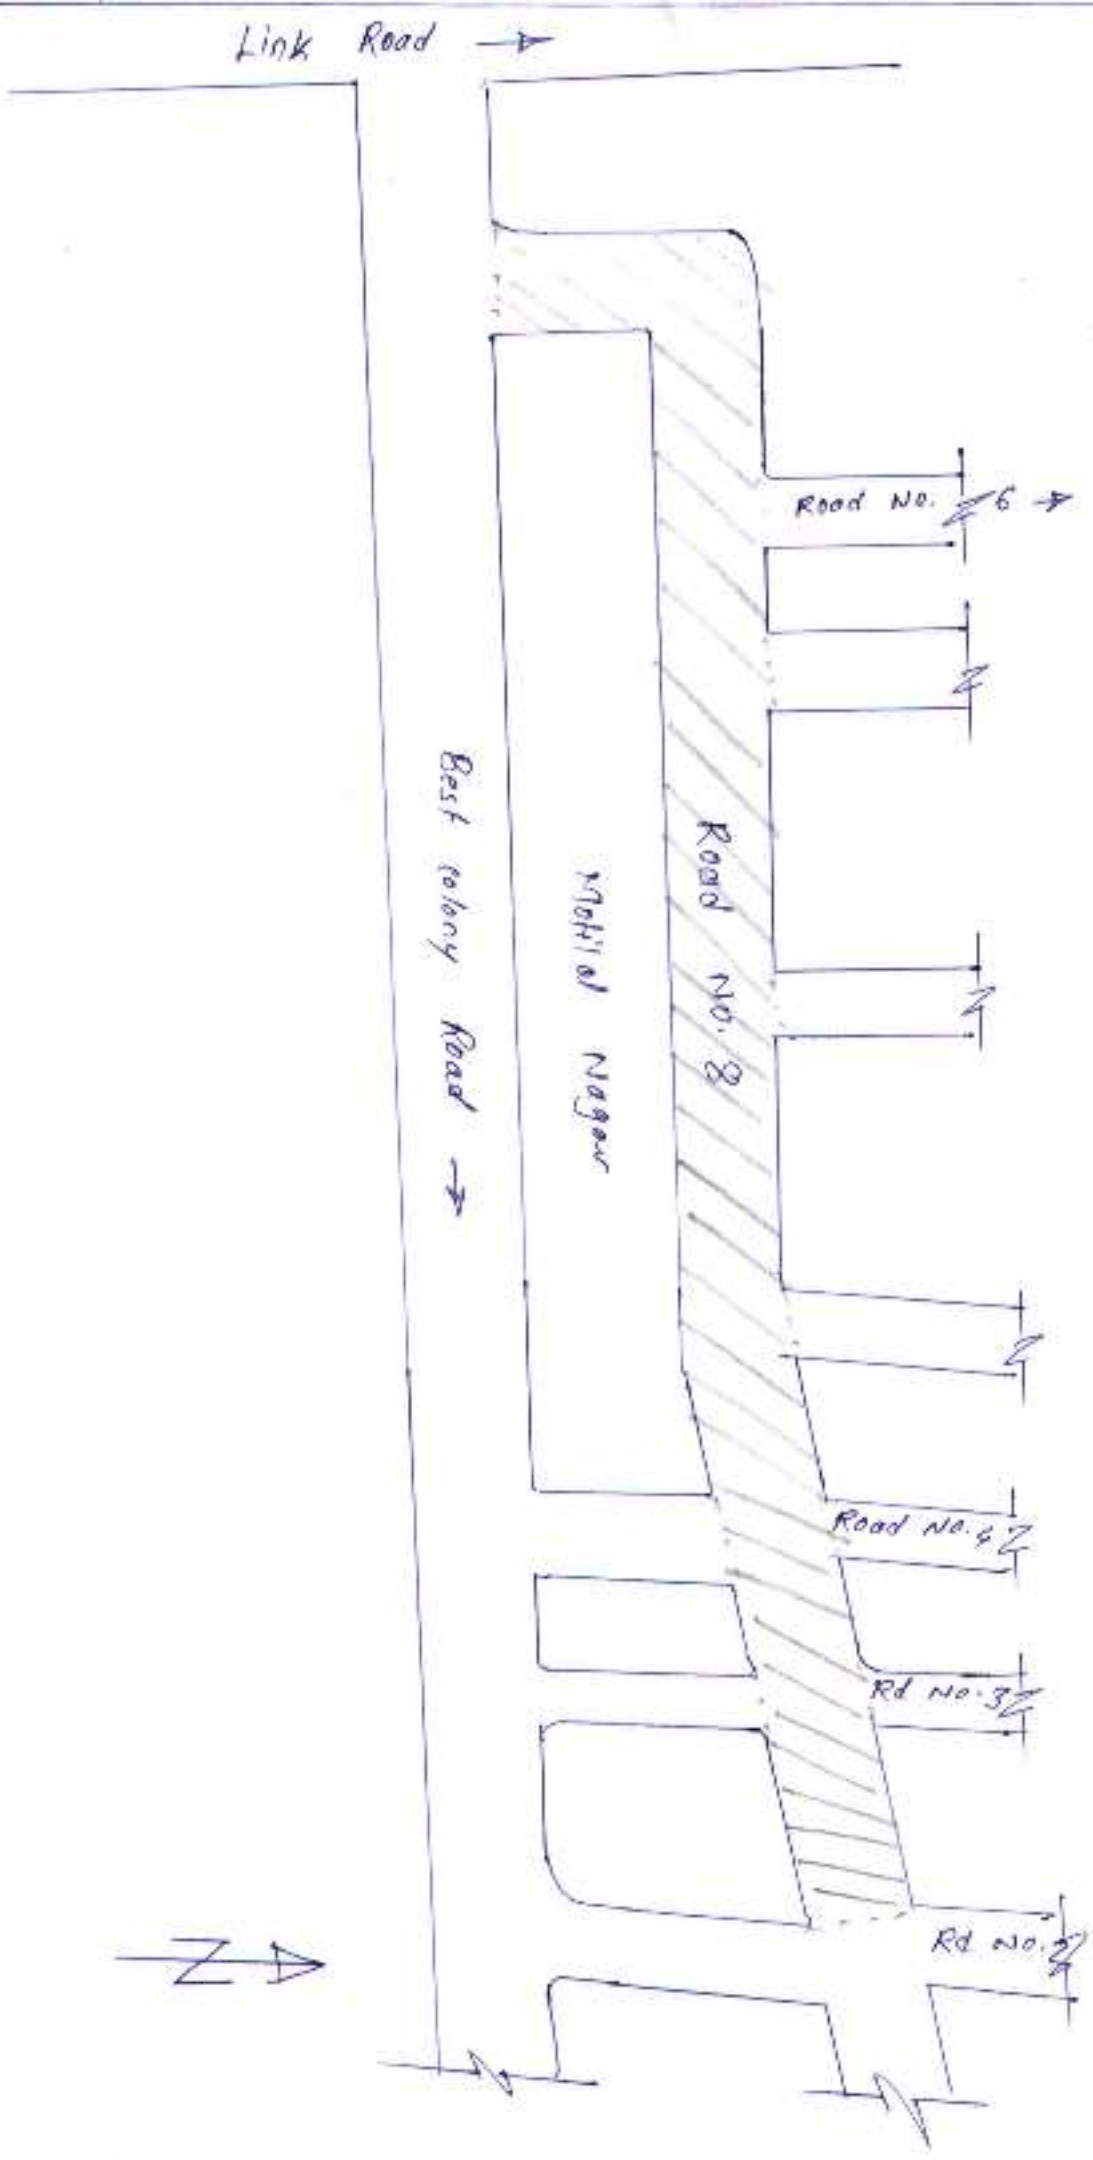 Link Road →
Road No. 6 →
Best colony Road →
Motilal Nagar
Road No. 8
Road No. 4
Rd No. 3
Rd No. 2
N